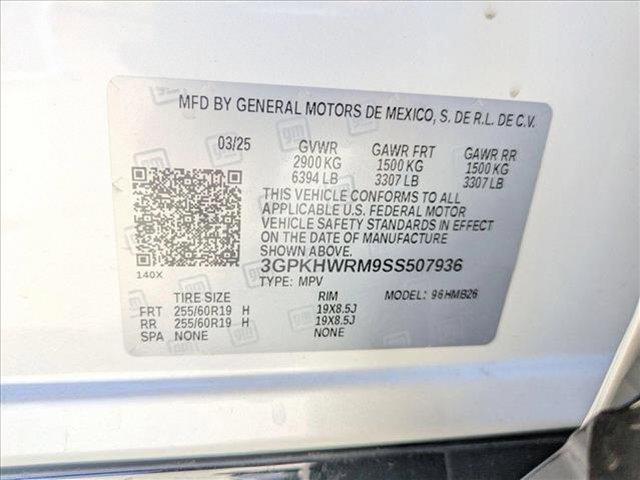 MFD BY GENERAL MOTORS DE MEXICO, S. DE R.L. DE C.V.
03/25 GVWR GAWR FRT GAWR RR
2900 KG 1500 KG 1500 KG
6394 LB 3307 LB 3307 LB
THIS VEHICLE CONFORMS TO ALL
APPLICABLE U.S. FEDERAL MOTOR
VEHICLE SAFETY STANDARDS IN EFFECT
ON THE DATE OF MANUFACTURE
SHOWN ABOVE.
140X
3GPKHWRM9SS507936
TYPE: MPV
TIRE SIZE RIM MODEL: 96HMB26
FRT 255/60R19 H 19X8.5J
RR 255/60R19 H 19X8.5J
SPA NONE NONE